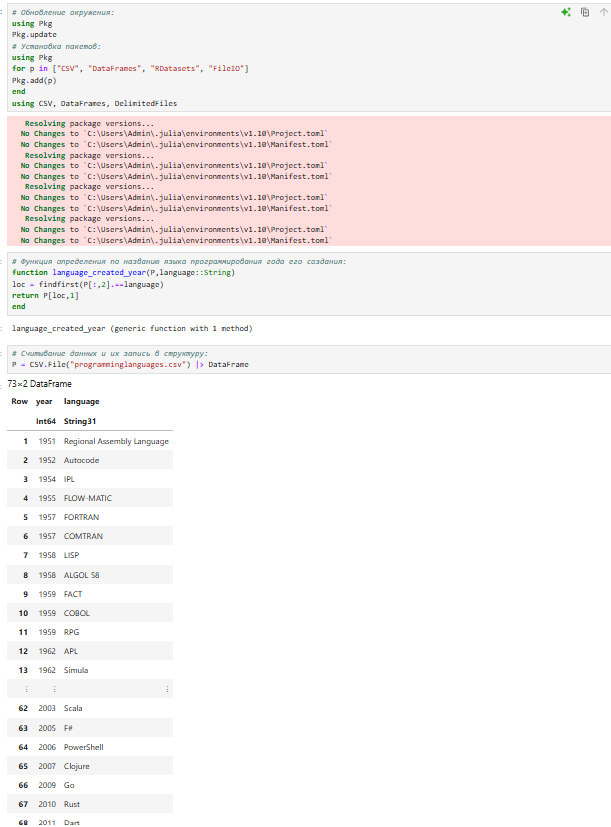 # Обновление окружения:
using Pkg
Pkg.update
# Установка пакетов:
using Pkg
for p in ["CSV", "DataFrames", "RDatasets", "FileIO"]
Pkg.add(p)
end
using CSV, DataFrames, DelimitedFiles
Resolving package versions...
No Changes to `C:\Users\Admin\.julia\environments\v1.10\Project.toml`
No Changes to `C:\Users\Admin\.julia\environments\v1.10\Manifest.toml`
Resolving package versions...
No Changes to `C:\Users\Admin\.julia\environments\v1.10\Project.toml`
No Changes to `C:\Users\Admin\.julia\environments\v1.10\Manifest.toml`
Resolving package versions...
No Changes to `C:\Users\Admin\.julia\environments\v1.10\Project.toml`
No Changes to `C:\Users\Admin\.julia\environments\v1.10\Manifest.toml`
Resolving package versions...
No Changes to `C:\Users\Admin\.julia\environments\v1.10\Project.toml`
No Changes to `C:\Users\Admin\.julia\environments\v1.10\Manifest.toml`
# Функция определения по названию языка программирования года его создания:
function language_created_year(P,language::String)
loc = findfirst(P[:,2].==language)
return P[loc,1]
end
language_created_year (generic function with 1 method)
# Считывание данных и их запись в структуру:
P = CSV.File("programminglanguages.csv") |> DataFrame
73×2 DataFrame
Row year language
Int64 String31
1 1951 Regional Assembly Language
2 1952 Autocode
3 1954 IPL
4 1955 FLOW-MATIC
5 1957 FORTRAN
6 1957 COMTRAN
7 1958 LISP
8 1958 ALGOL 58
9 1959 FACT
10 1959 COBOL
11 1959 RPG
12 1962 APL
13 1962 Simula
⋮ ⋮ ⋮
62 2003 Scala
63 2005 F#
64 2006 PowerShell
65 2007 Clojure
66 2009 Go
67 2010 Rust
68 2011 Dart